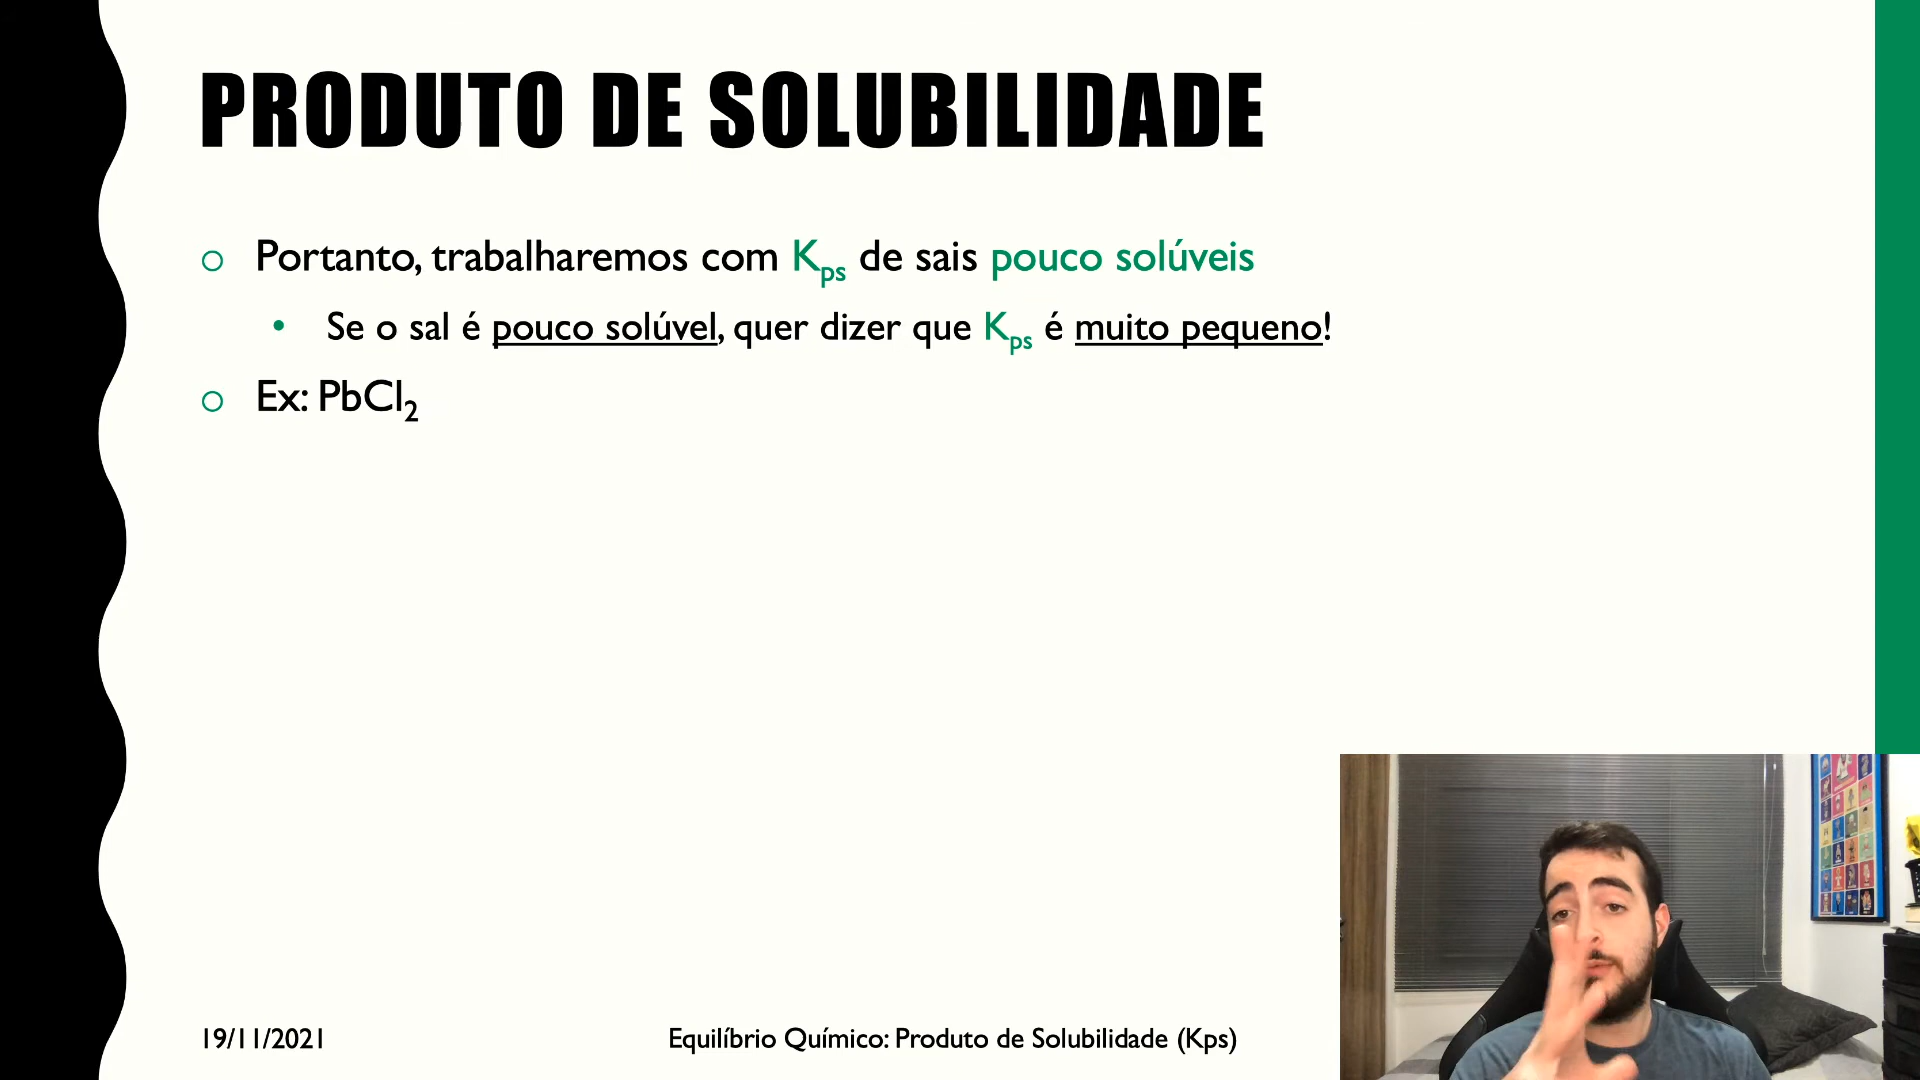 PRODUTO DE SOLUBILIDADE
Portanto, trabalharemos com Kps de sais pouco solúveis
Se o sal é pouco solúvel, quer dizer que Kps é muito pequeno!
Ex: PbCl2
19/11/2021
Equilíbrio Químico: Produto de Solubilidade (Kps)